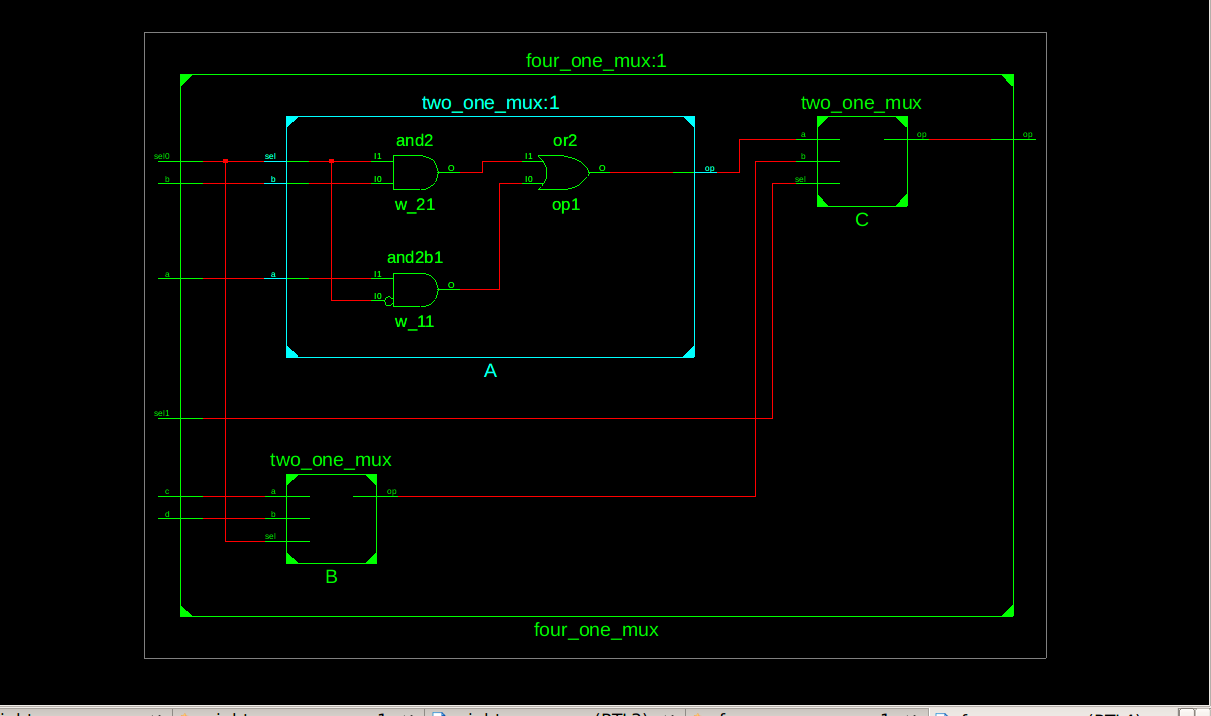 four_one_mux:1
two_one_mux:1
two_one_mux
and2
or2
a
op
op
sel0
sel
I1
O
I1
O
b
op
b
b
I0
I0
sel
w_21
op1
C
and2b1
a
a
I1
O
I0
w_11
A
sel1
two_one_mux
c
a
op
d
b
sel
B
four_one_mux